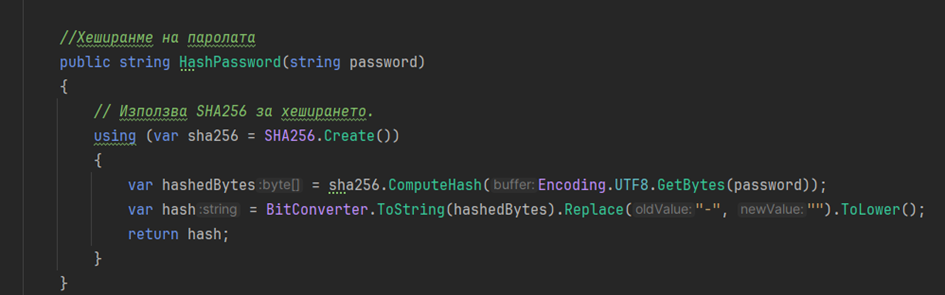 //Хеширанме на паролата
public string HashPassword(string password)
{
// Използва SHA256 за хеширането.
using (var sha256 = SHA256.Create())
{
var hashedBytes :byte[] = sha256.ComputeHash( buffer: Encoding.UTF8.GetBytes(password));
var hash :string = BitConverter.ToString(hashedBytes).Replace( oldValue: "-", newValue: "").ToLower();
return hash;
}
}